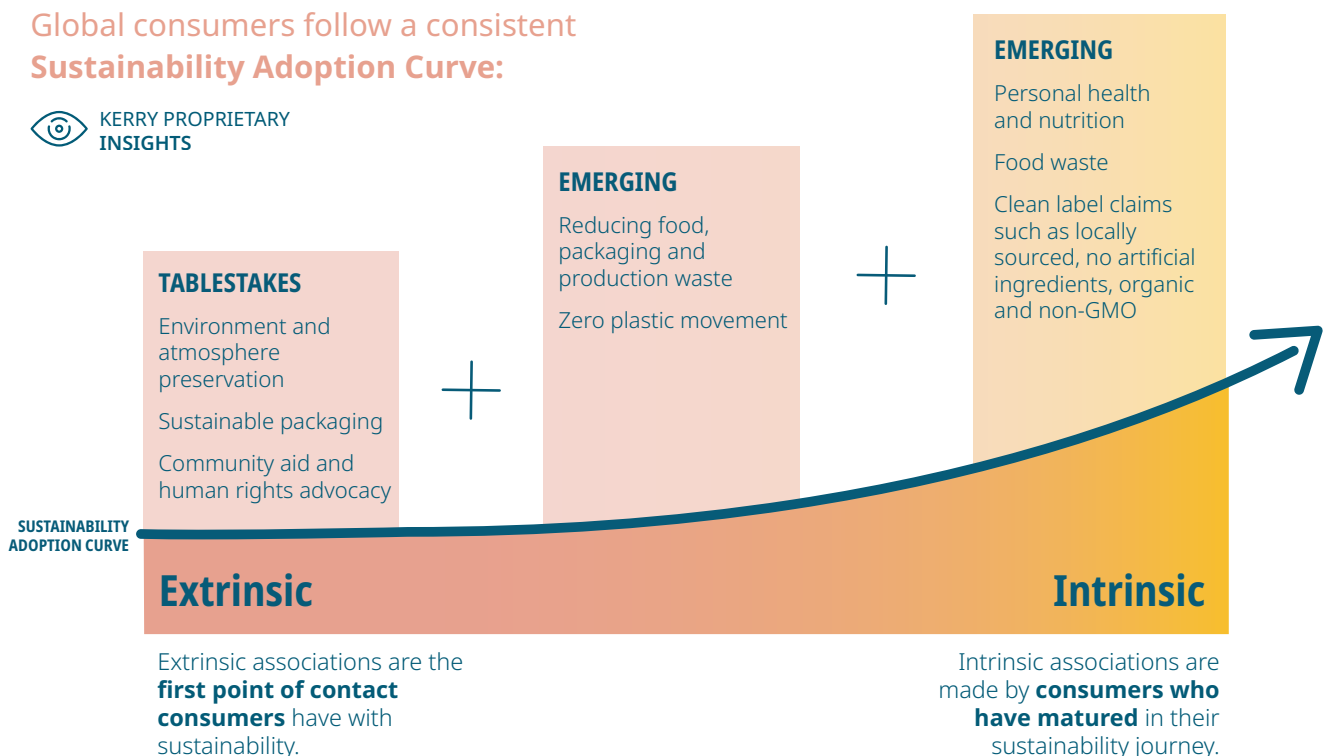 Global consumers follow a consistent
Sustainability Adoption Curve:
KERRY PROPRIETARY
INSIGHTS
TABLESTAKES
Environment and
atmosphere
preservation
Sustainable packaging
Community aid and
human rights advocacy
EMERGING
Reducing food,
packaging and
production waste
Zero plastic movement
EMERGING
Personal health
and nutrition
Food waste
Clean label claims
such as locally
sourced, no artificial
ingredients, organic
and non-GMO
SUSTAINABILITY
ADOPTION CURVE
Extrinsic
Intrinsic
Extrinsic associations are the
first point of contact
consumers have with
sustainability.
Intrinsic associations are
made by consumers who
have matured in their
sustainability journey.